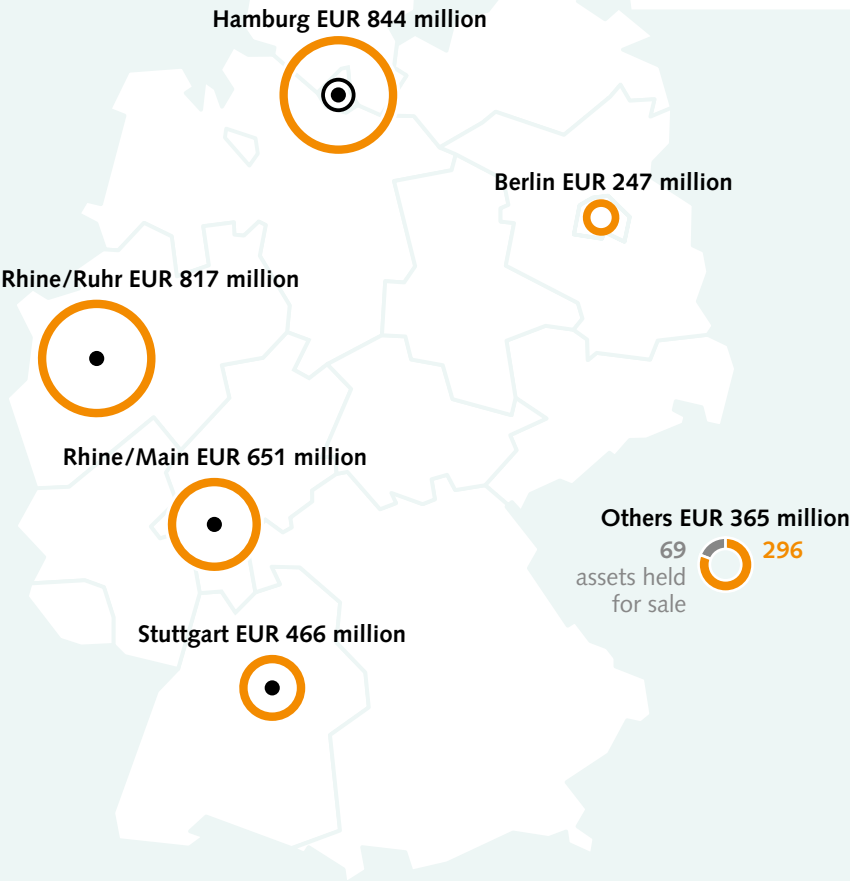 Hamburg EUR 844 million
Berlin EUR 247 million
Rhine/Ruhr EUR 817 million
Rhine/Main EUR 651 million
Others EUR 365 million
69
296
assets held
for sale
Stuttgart EUR 466 million